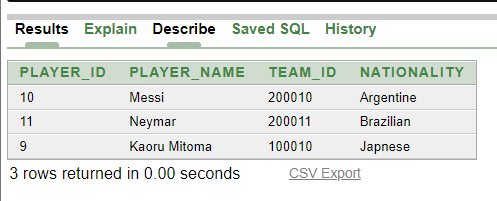 Results Explain Describe Saved SQL History
PLAYER_ID PLAYER_NAME TEAM_ID NATIONALITY
10 Messi 200010 Argentine
11 Neymar 200011 Brazilian
9 Kaoru Mitoma 100010 Japnese
3 rows returned in 0.00 seconds CSV Export